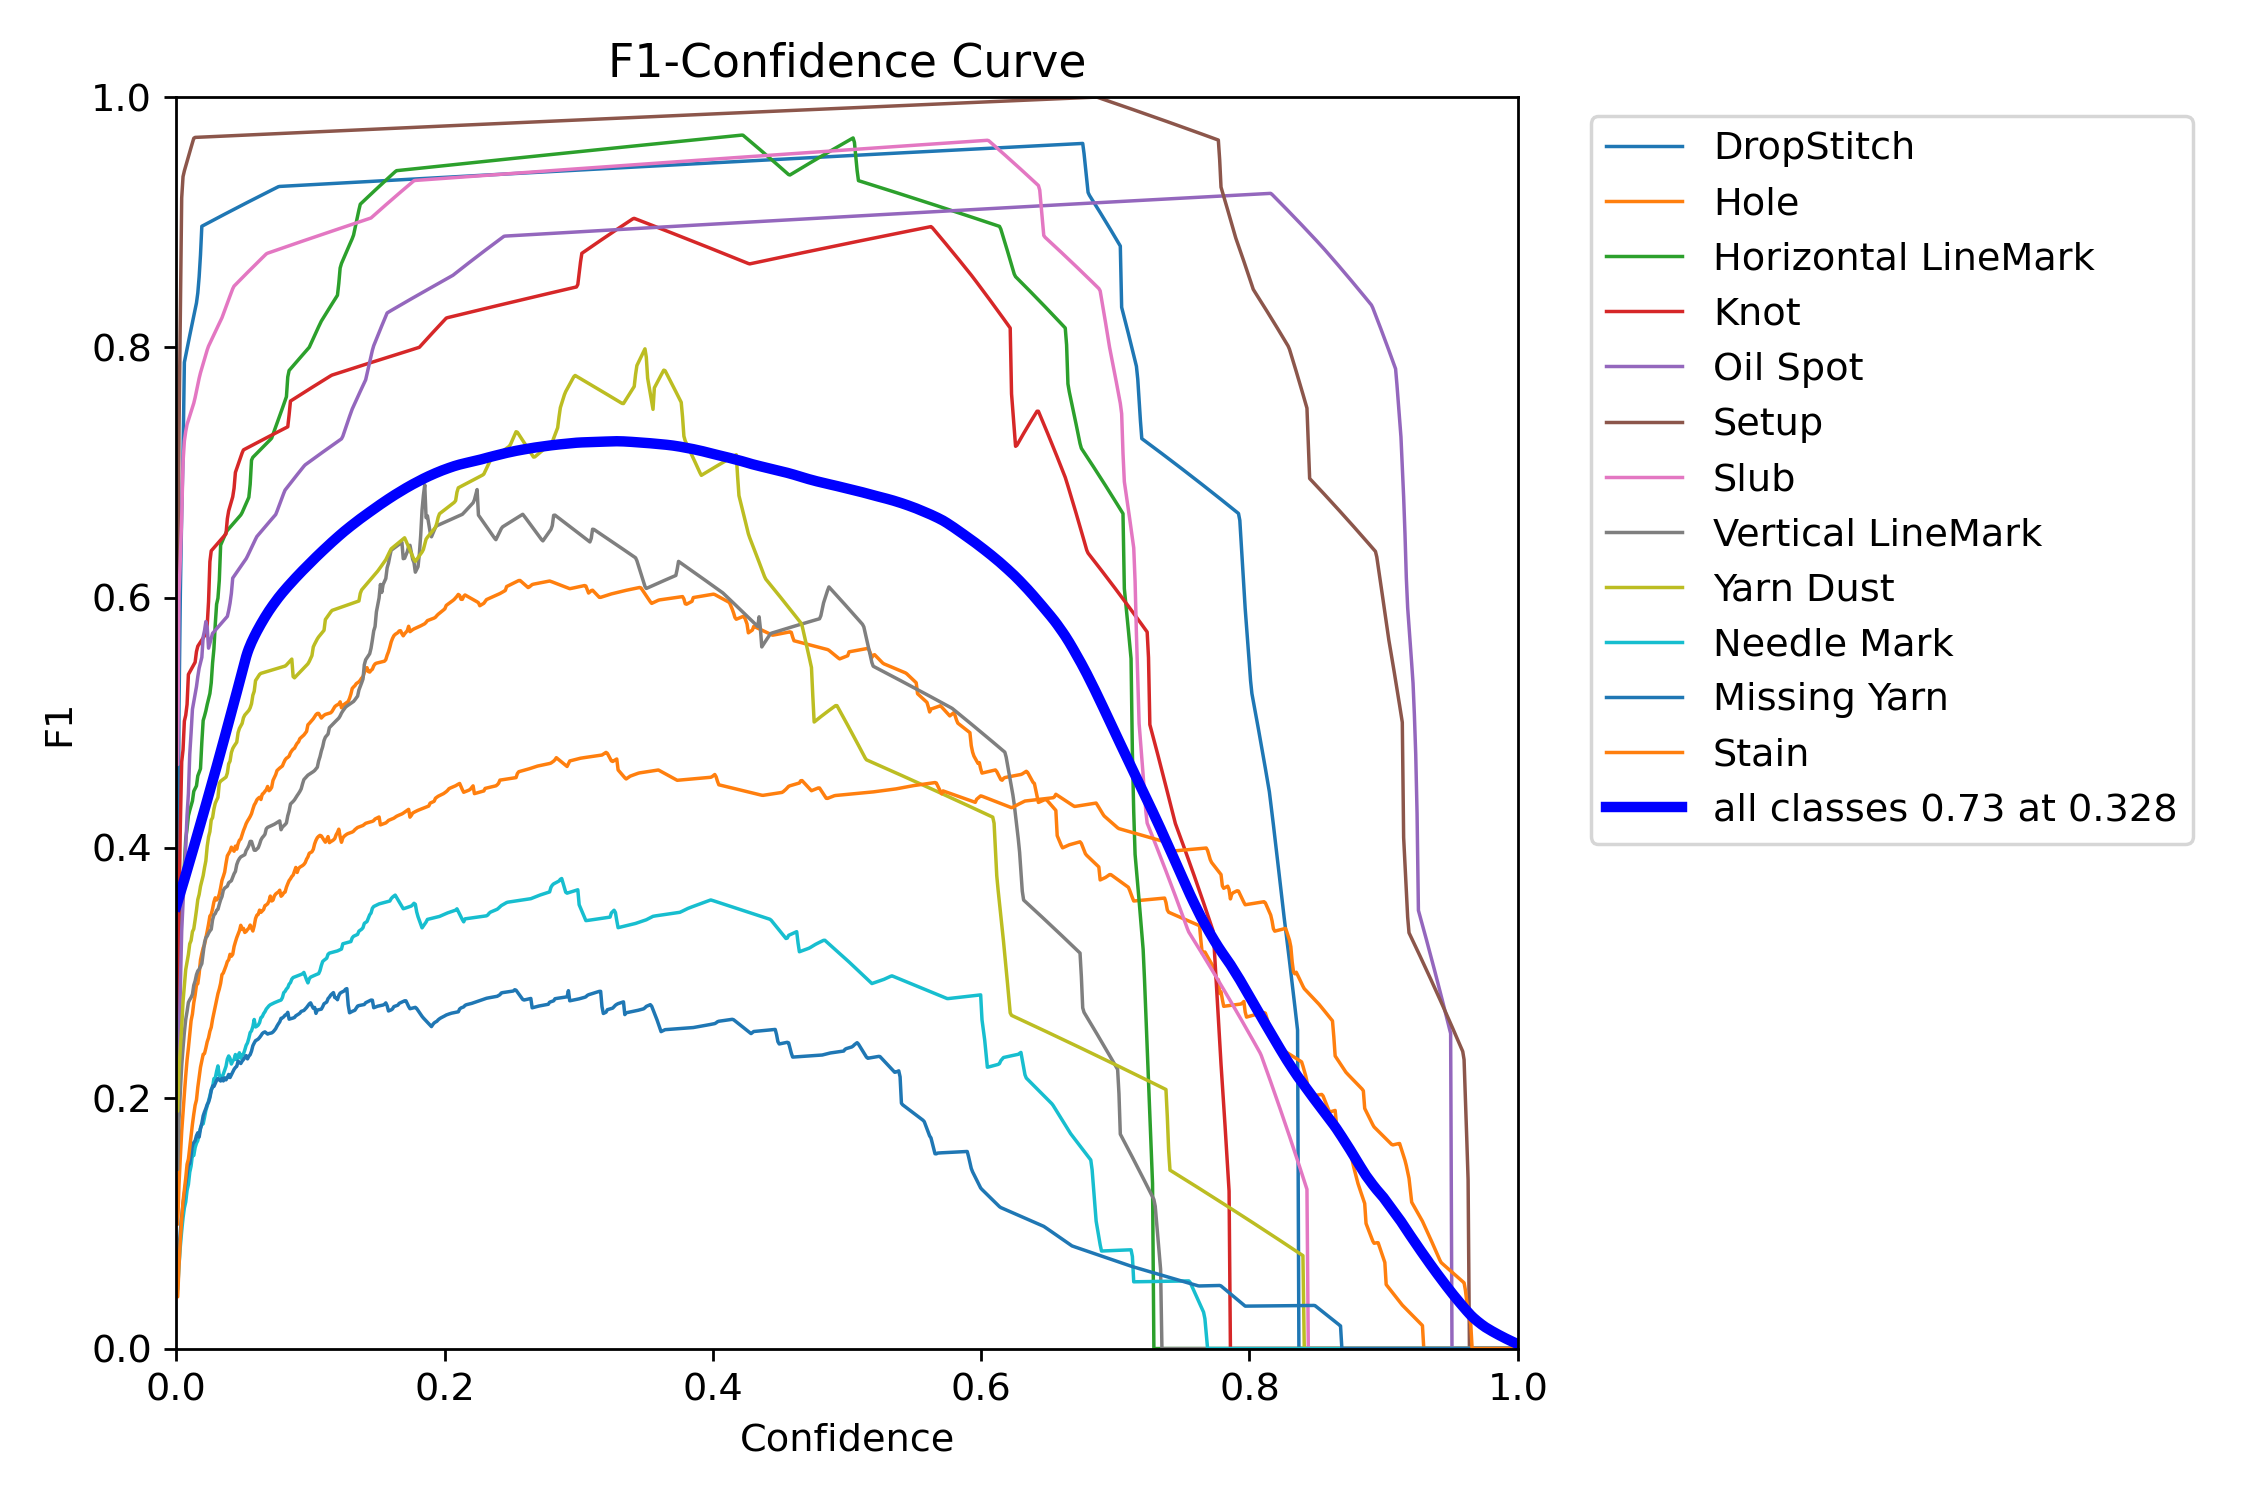 F1-Confidence Curve
1.0
0.8
0.6
0.4
0.2
0.0
F1
0.0 0.2 0.4 0.6 0.8 1.0
Confidence
DropStitch
Hole
Horizontal LineMark
Knot
Oil Spot
Setup
Slub
Vertical LineMark
Yarn Dust
Needle Mark
Missing Yarn
Stain
all classes 0.73 at 0.328